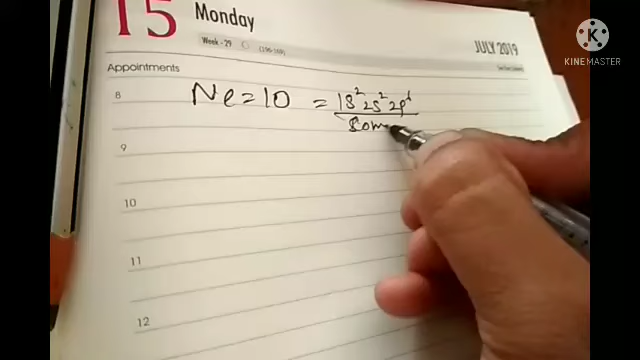 15 Monday
Week - 29 (196-169)
JULY 2019
KINEMASTER
Appointments
8
Ne = 10 = 1s² 2s² 2p⁶
9
10
11
12